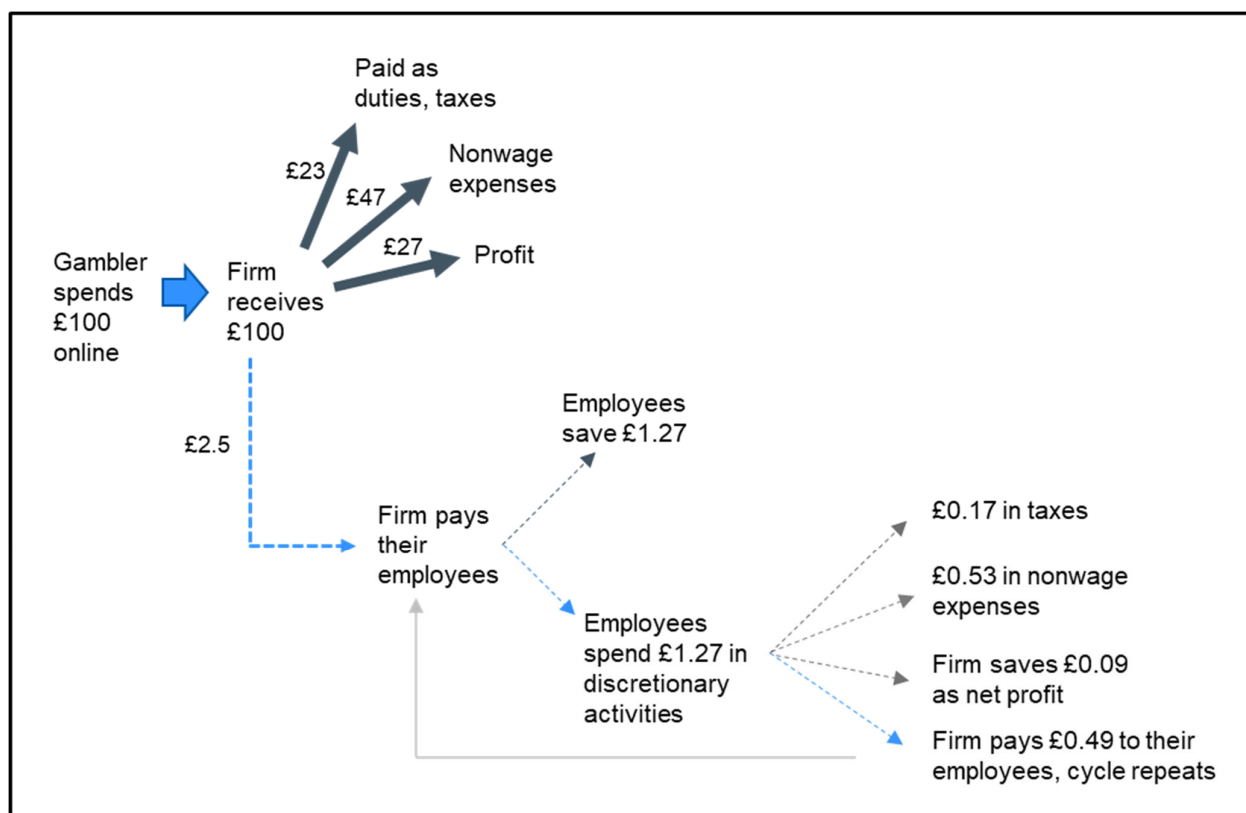 Paid as
duties, taxes
£23
Nonwage
expenses
£47
£27
Profit
Gambler
spends
£100
online
Firm
receives
£100
£2.5
Employees
save £1.27
Firm pays
their
employees
Employees
spend £1.27 in
discretionary
activities
£0.17 in taxes
£0.53 in nonwage
expenses
Firm saves £0.09
as net profit
Firm pays £0.49 to their
employees, cycle repeats